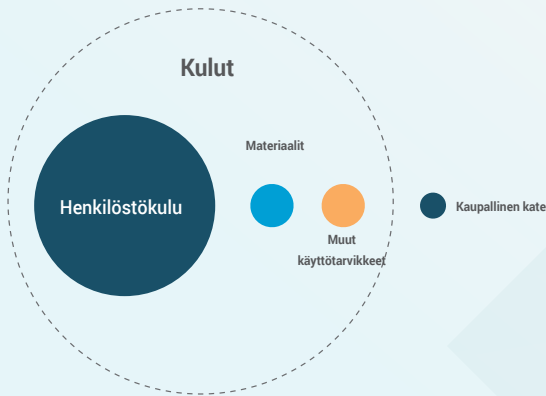 Kulut
Materiaalit
Henkilöstökulu
Kaupallinen kate
Muut
käyttötarvikkeet